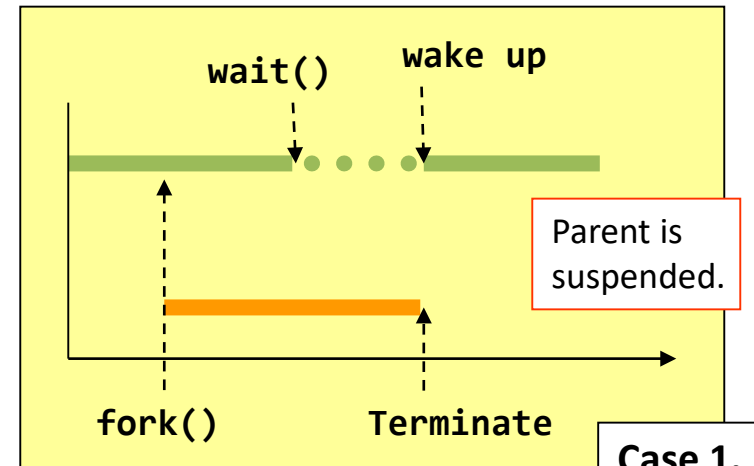 wait()
wake up
Parent is
suspended.
fork()
Terminate
Case 1.